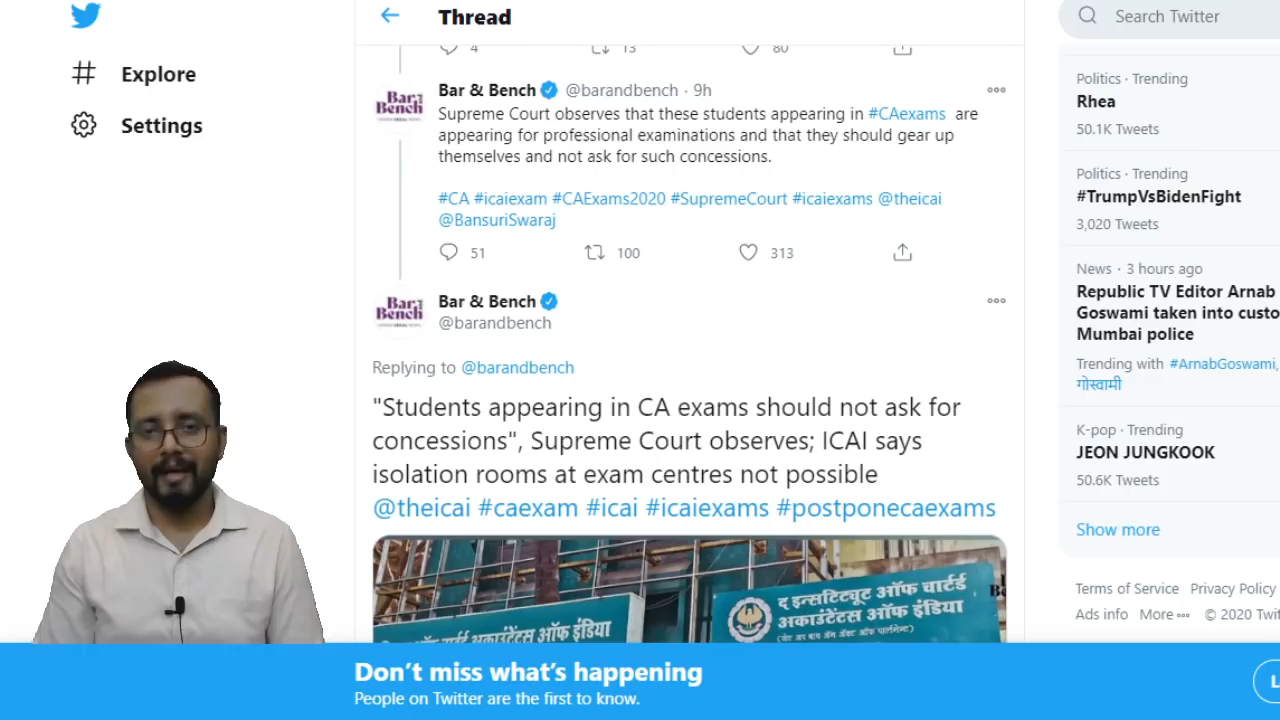 Explore
Settings
Thread
4 13 80
Bar & Bench @barandbench · 9h
Supreme Court observes that these students appearing in #CAexams are
appearing for professional examinations and that they should gear up
themselves and not ask for such concessions.
#CA #icaiexam #CAExams2020 #SupremeCourt #icaiexams @theicai
@BansuriSwaraj
51 100 313
Bar & Bench
@barandbench
Replying to @barandbench
"Students appearing in CA exams should not ask for
concessions", Supreme Court observes; ICAI says
isolation rooms at exam centres not possible
@theicai #caexam #icai #icaiexams #postponecaexams
द इन्सटिट्यूट ऑफ चार्टर्ड
अकाउंटेंट्स ऑफ इंडिया
अकाउंटेंट्स ऑफ इंडिया
Search Twitter
Politics · Trending
Rhea
50.1K Tweets
Politics · Trending
#TrumpVsBidenFight
3,020 Tweets
News · 3 hours ago
Republic TV Editor Arnab
Goswami taken into custo
Mumbai police
Trending with #ArnabGoswami,
गोस्वामी
K-pop · Trending
JEON JUNGKOOK
50.6K Tweets
Show more
Terms of Service Privacy Policy
Ads info More © 2020 Twi
Don't miss what's happening
People on Twitter are the first to know.